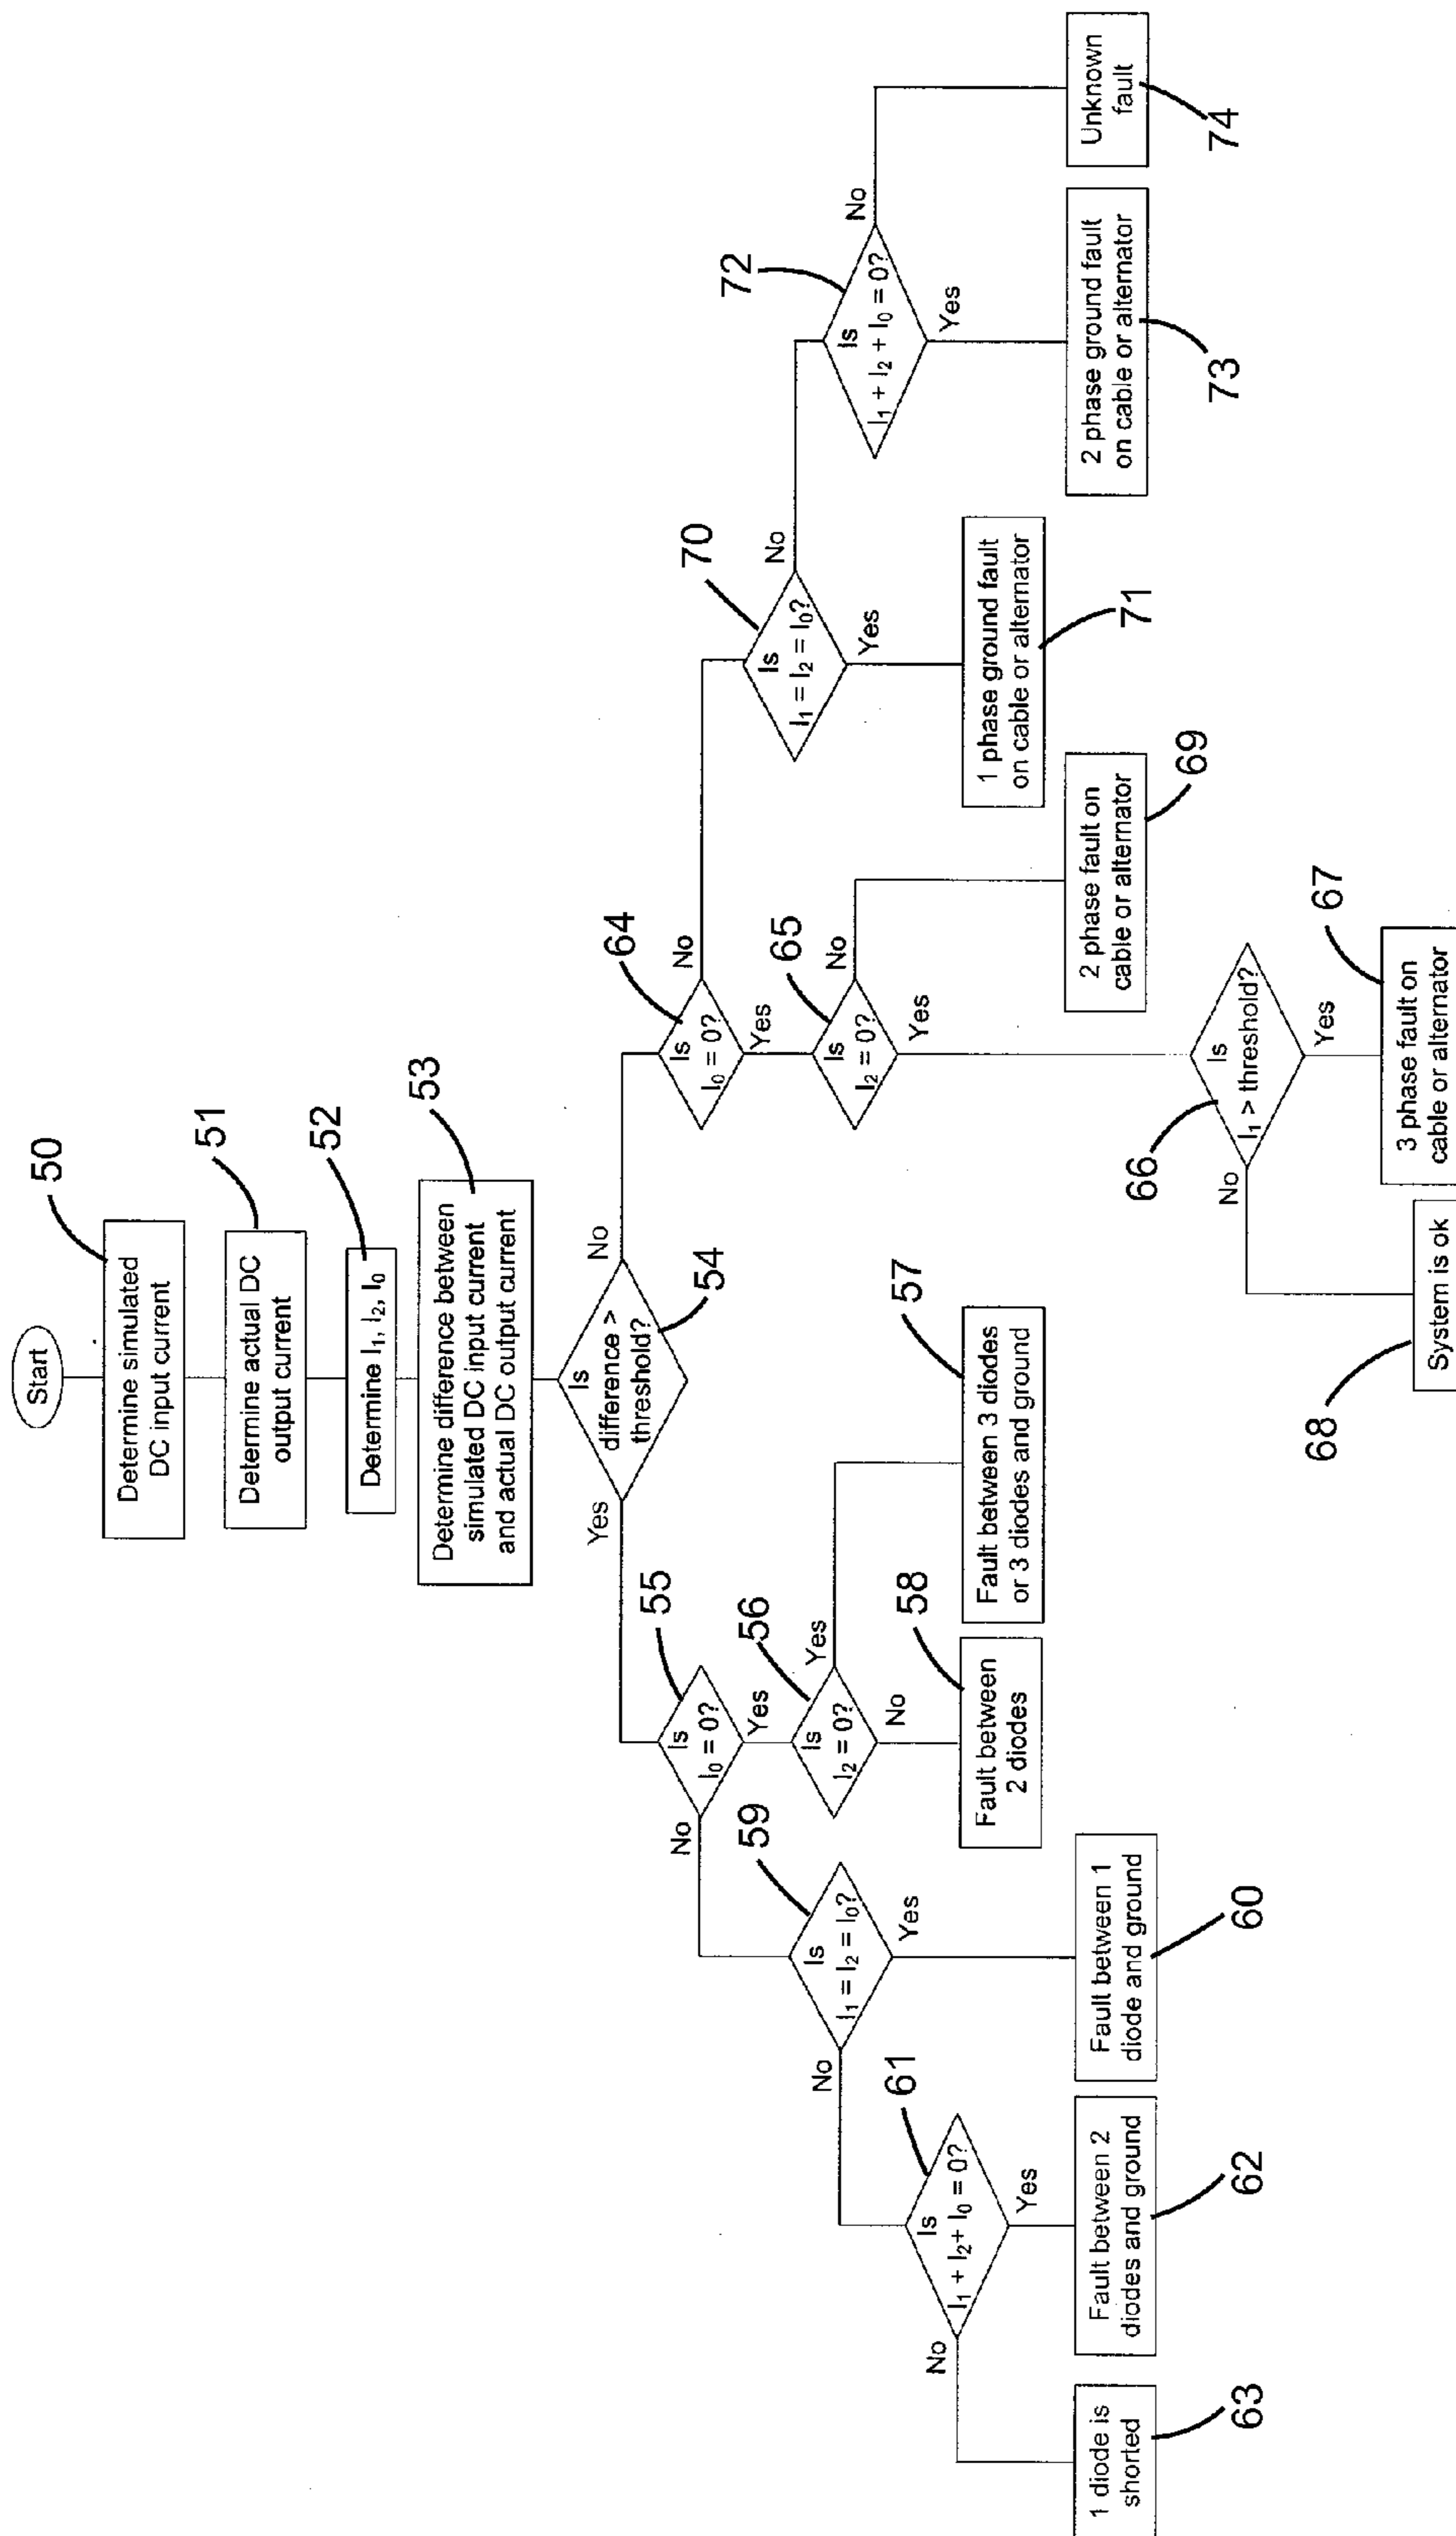 Start
50
Determine simulated
DC input current
51
Determine actual DC
output current
52
Determine I₁, I₂, I₀
53
Determine difference between
simulated DC input current
and actual DC output current
54
Is
difference >
threshold?
Yes
No
55
Is
I₀ = 0?
No
Yes
56
Is
I₂ = 0?
Yes
No
57
Fault between 3 diodes
or 3 diodes and ground
58
Fault between
2 diodes
59
Is
I₁ = I₂ = I₀?
No
Yes
60
Fault between 1
diode and ground
61
Is
I₁ + I₂+ I₀ = 0?
No
Yes
62
Fault between 2
diodes and ground
63
1 diode is
shorted
64
Is
I₀ = 0?
No
Yes
65
Is
I₂ = 0?
No
Yes
66
Is
I₁ > threshold?
No
Yes
67
3 phase fault on
cable or alternator
68
System is ok
69
2 phase fault on
cable or alternator
70
Is
I₁ = I₂ = I₀?
No
Yes
71
1 phase ground fault
on cable or alternator
72
Is
I₁ + I₂ + I₀ = 0?
No
Yes
73
2 phase ground fault
on cable or alternator
74
Unknown
fault